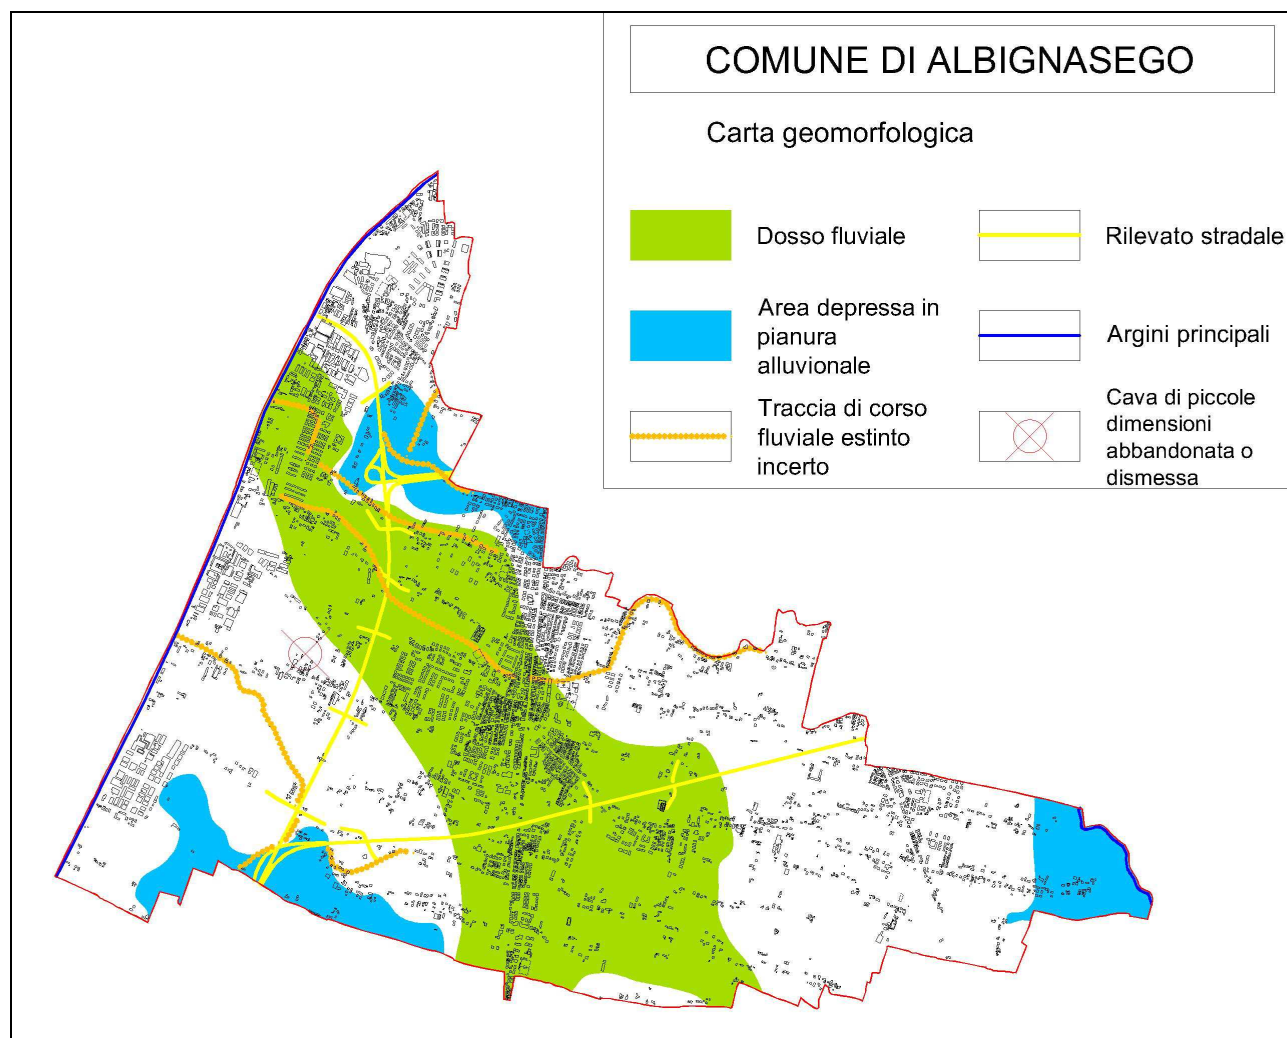 COMUNE DI ALBIGNASEGO
Carta geomorfologica
Dosso fluviale
Area depressa in
pianura
alluvionale
Traccia di corso
fluviale estinto
incerto
Rilevato stradale
Argini principali
Cava di piccole
dimensioni
abbandonata o
dismessa